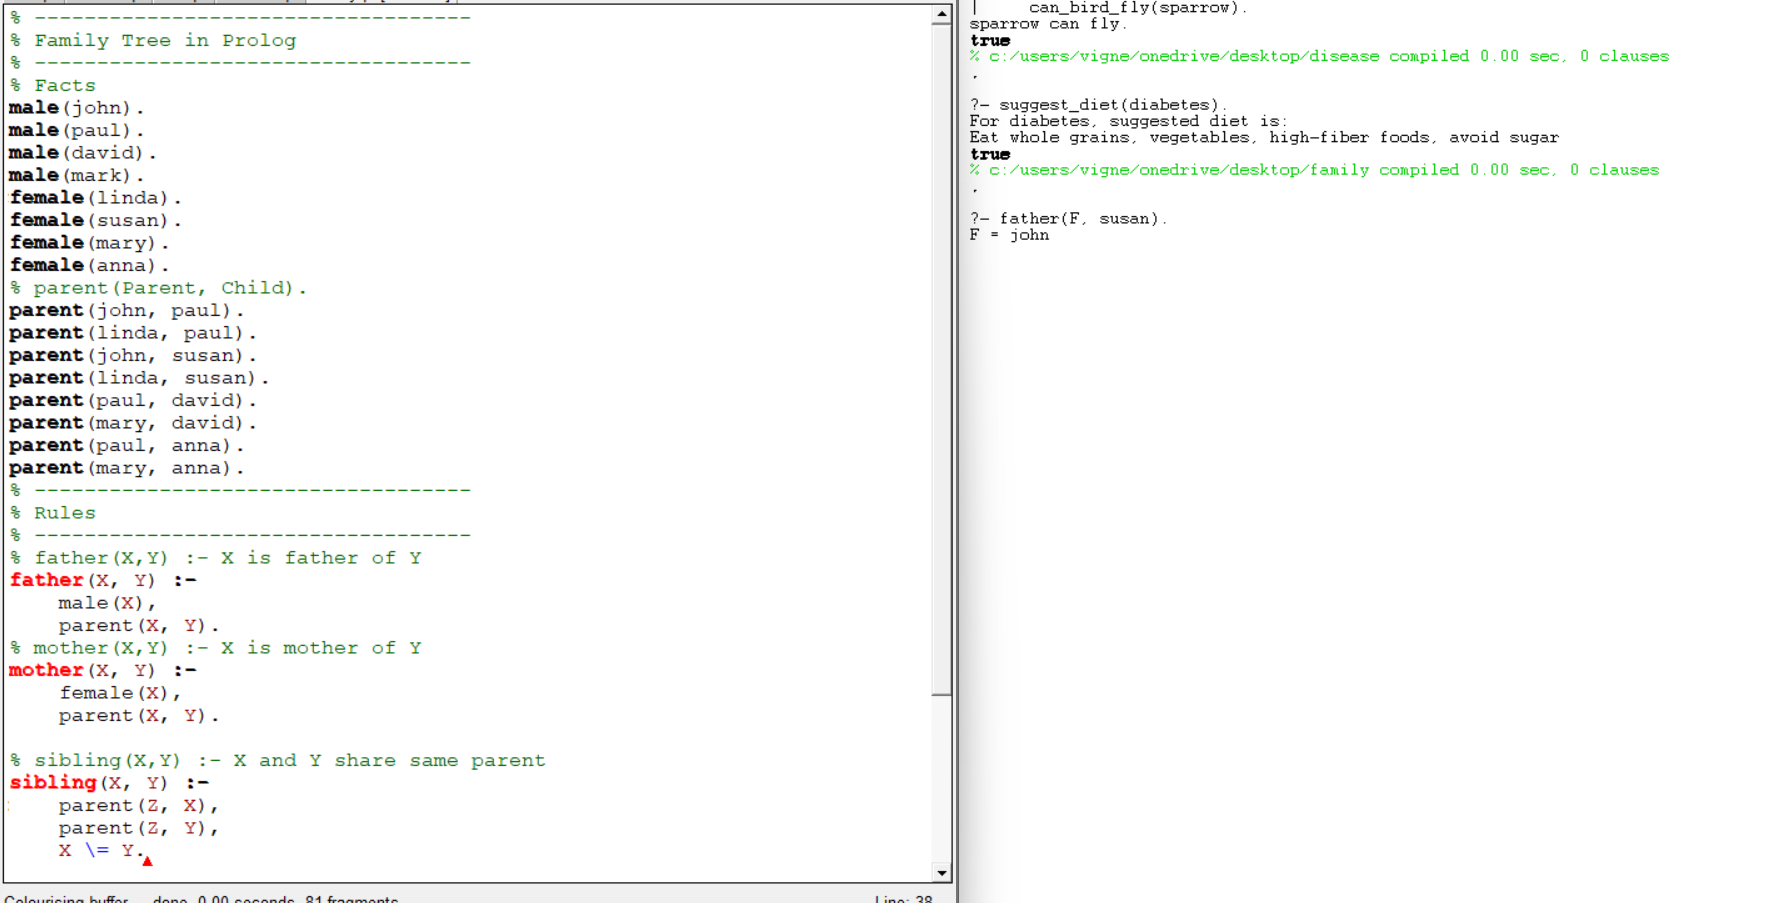 % -----------------------------------
% Family Tree in Prolog
% -----------------------------------
% Facts
male(john).
male(paul).
male(david).
male(mark).
female(linda).
female(susan).
female(mary).
female(anna).
% parent(Parent, Child).
parent(john, paul).
parent(linda, paul).
parent(john, susan).
parent(linda, susan).
parent(paul, david).
parent(mary, david).
parent(paul, anna).
parent(mary, anna).
% -----------------------------------
% Rules
% -----------------------------------
% father(X,Y) :- X is father of Y
father(X, Y) :-
    male(X),
    parent(X, Y).
% mother(X,Y) :- X is mother of Y
mother(X, Y) :-
    female(X),
    parent(X, Y).
% sibling(X,Y) :- X and Y share same parent
sibling(X, Y) :-
    parent(Z, X),
    parent(Z, Y),
    X \= Y.
Colourising buffer ... done, 0.00 seconds, 81 fragments
Line: 38
|     can_bird_fly(sparrow).
sparrow can fly.
true
% c:/users/vigne/onedrive/desktop/disease compiled 0.00 sec, 0 clauses
.
?- suggest_diet(diabetes).
For diabetes, suggested diet is:
Eat whole grains, vegetables, high-fiber foods, avoid sugar
true
% c:/users/vigne/onedrive/desktop/family compiled 0.00 sec, 0 clauses
.
?- father(F, susan).
F = john